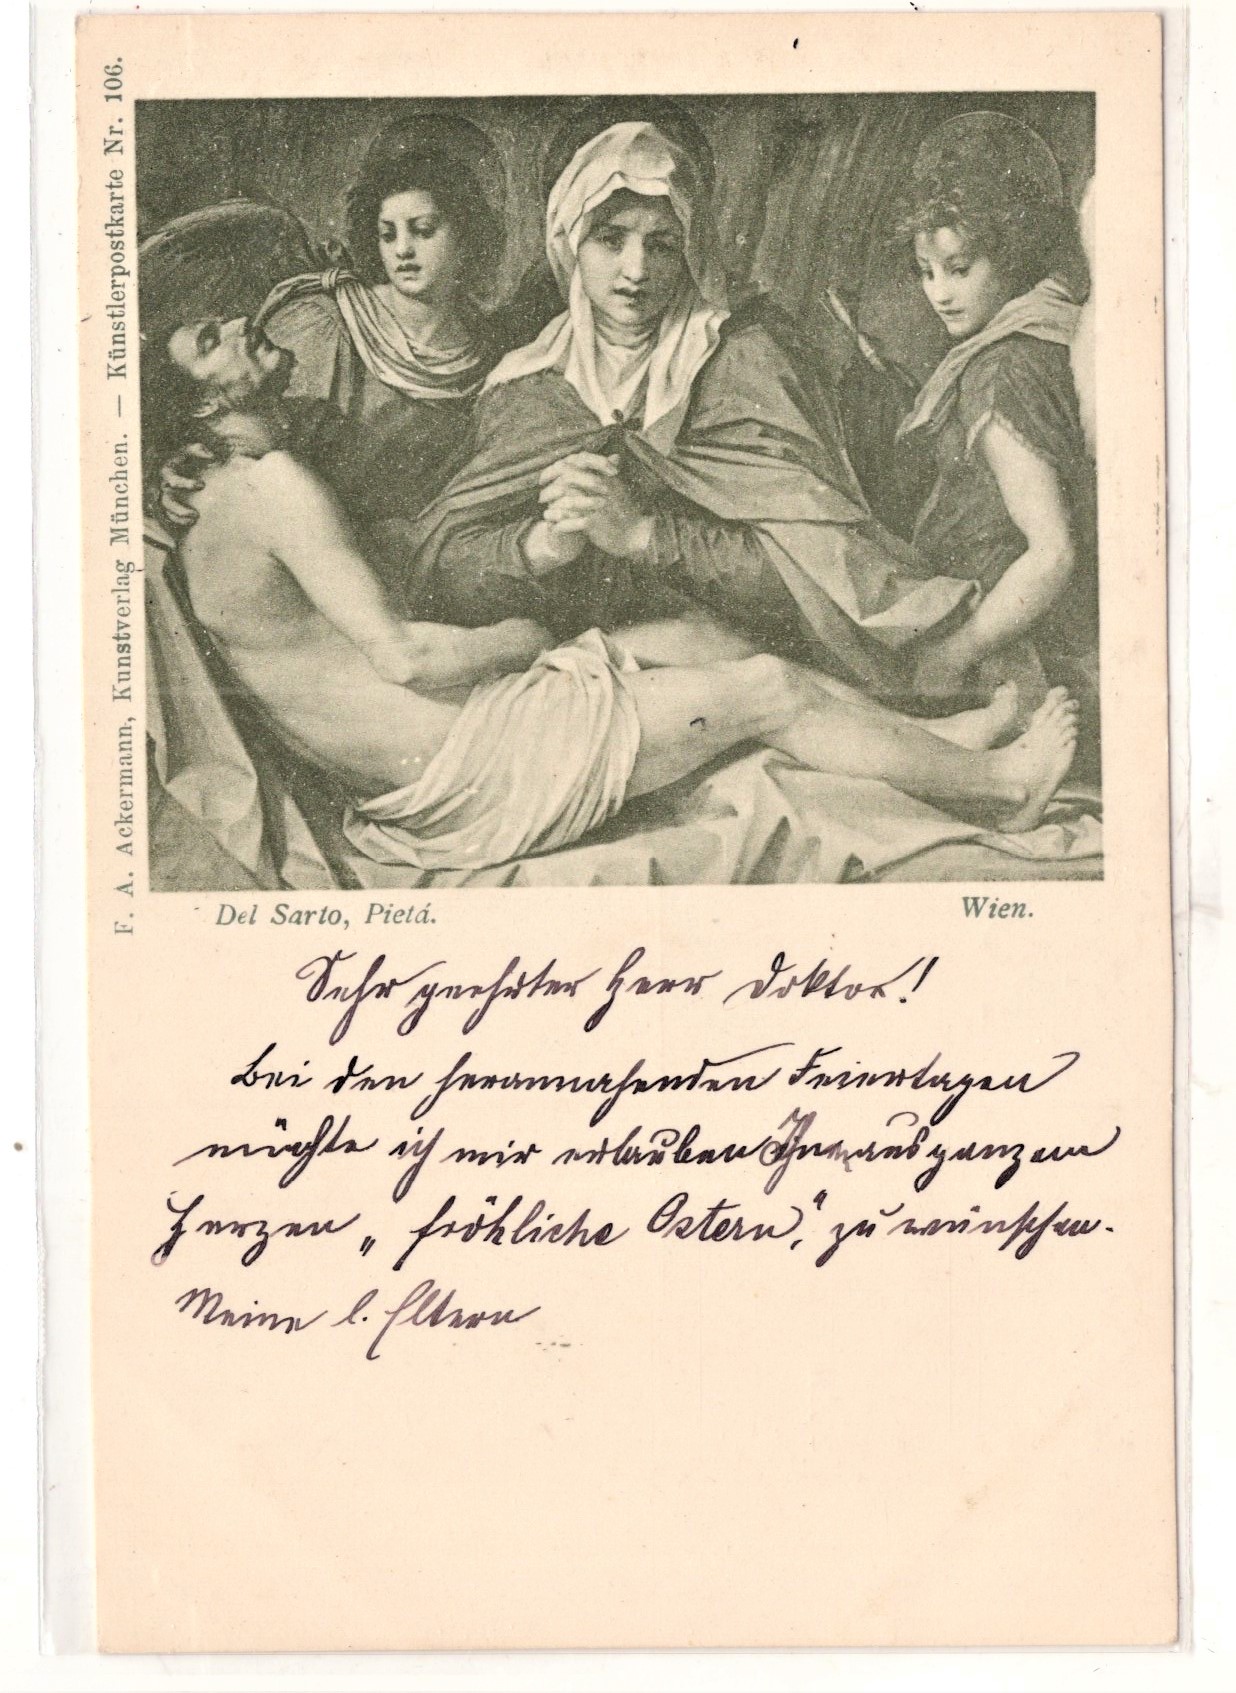 F. A. Ackermann, Kunstverlag München. — Künstlerpostkarte Nr. 106.
Del Sarto, Pietá.
Wien.
Sehr geehrter Herr Doktor!
Bei den herannahenden Feiertagen
möchte ich mir erlauben Ihnen aus ganzem
Herzen „fröhliche Ostern“, zu wünschen.
Meine l. Eltern